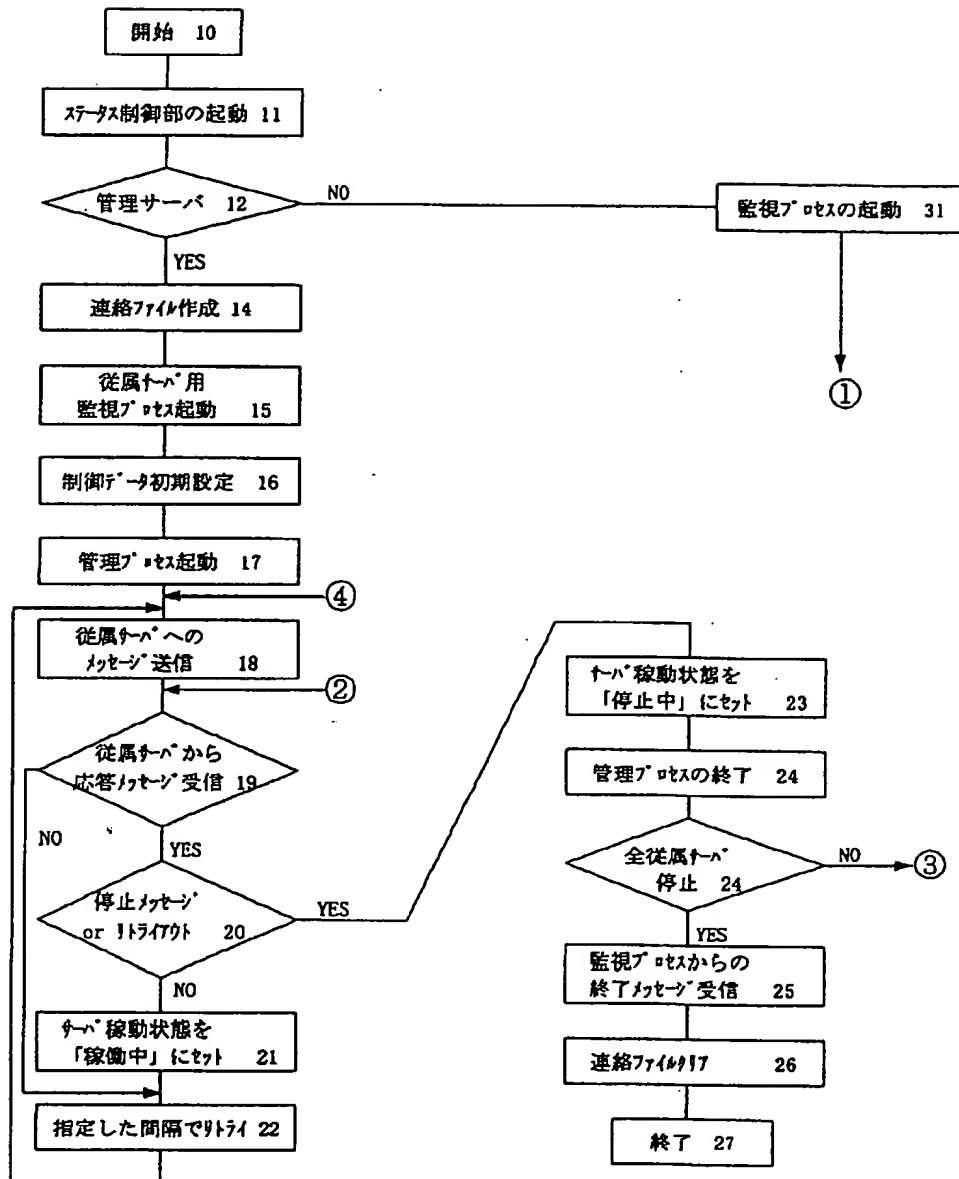 開始 10
ステータス制御部の起動 11
管理サーバ 12
NO
YES
監視プロセスの起動 31
①
連絡ファイル作成 14
従属サーバ用
監視プロセス起動 15
制御データ初期設定 16
管理プロセス起動 17
④
従属サーバへの
メッセージ送信 18
②
従属サーバから
応答メッセージ受信 19
NO
YES
停止メッセージ
or リトライアウト 20
YES
NO
サーバ稼動状態を
「稼働中」にセット 21
指定した間隔でリトライ 22
サーバ稼動状態を
「停止中」にセット 23
管理プロセスの終了 24
全従属サーバ
停止 24
NO
③
YES
監視プロセスからの
終了メッセージ受信 25
連絡ファイルクリア 26
終了 27